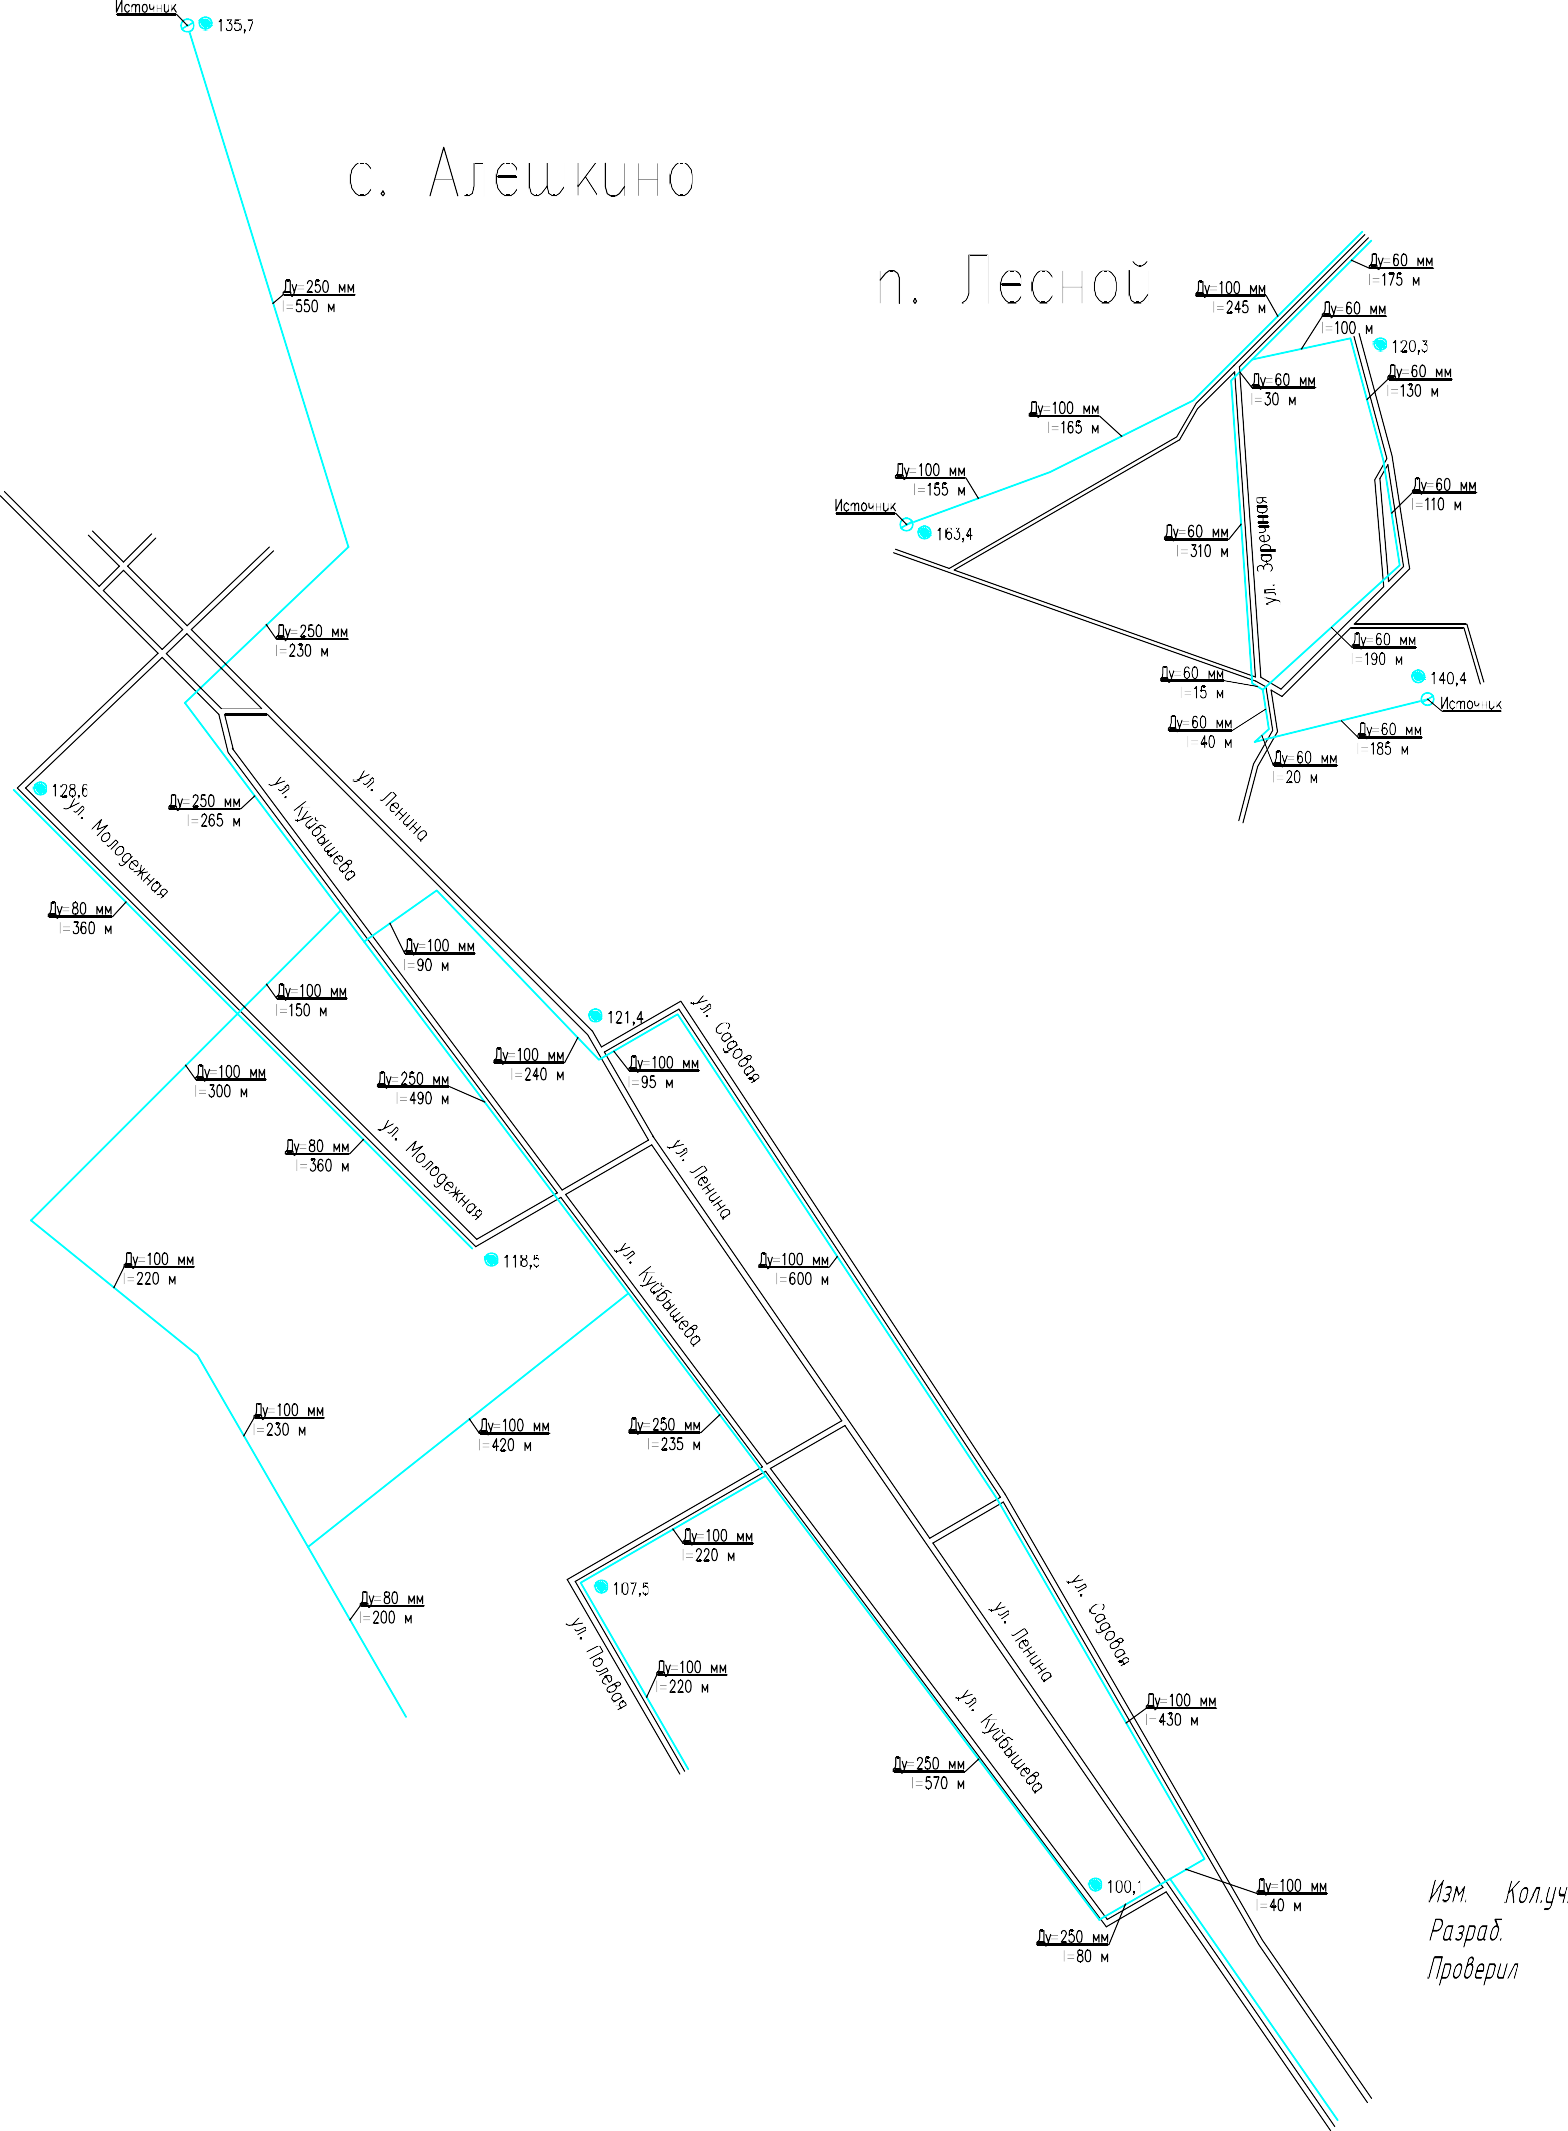 Источник
135,7
с. Алешкино
Ду=250 мм
l=550 м
п. Лесной
Ду=60 мм
l=175 м
Ду=100 мм
l=245 м
Ду=60 мм
l=100 м
120,3
Ду=60 мм
l=30 м
Ду=60 мм
l=130 м
Ду=100 мм
l=165 м
Ду=100 мм
l=155 м
Источник
163,4
Ду=60 мм
l=110 м
Ду=60 мм
l=310 м
ул. Заречная
Ду=60 мм
l=190 м
Ду=60 мм
l=15 м
140,4
Источник
Ду=60 мм
l=40 м
Ду=60 мм
l=185 м
Ду=60 мм
l=20 м
Ду=250 мм
l=230 м
128,6
ул. Молодежная
Ду=250 мм
l=265 м
ул. Куйбышева
ул. Ленина
Ду=80 мм
l=360 м
Ду=100 мм
l=90 м
Ду=100 мм
l=150 м
121,4
ул. Садовая
Ду=100 мм
l=240 м
Ду=100 мм
l=95 м
Ду=100 мм
l=300 м
Ду=250 мм
l=490 м
Ду=80 мм
l=360 м
ул. Молодежная
ул. Ленина
118,5
Ду=100 мм
l=220 м
ул. Куйбышева
Ду=100 мм
l=600 м
Ду=100 мм
l=230 м
Ду=100 мм
l=420 м
Ду=250 мм
l=235 м
Ду=100 мм
l=220 м
107,5
Ду=80 мм
l=200 м
ул. Полевая
Ду=100 мм
l=220 м
ул. Ленина
ул. Садовая
ул. Куйбышева
Ду=100 мм
l=430 м
Ду=250 мм
l=570 м
100,1
Ду=100 мм
l=40 м
Ду=250 мм
l=80 м
Изм. Кол.уч.
Разраб.
Проверил